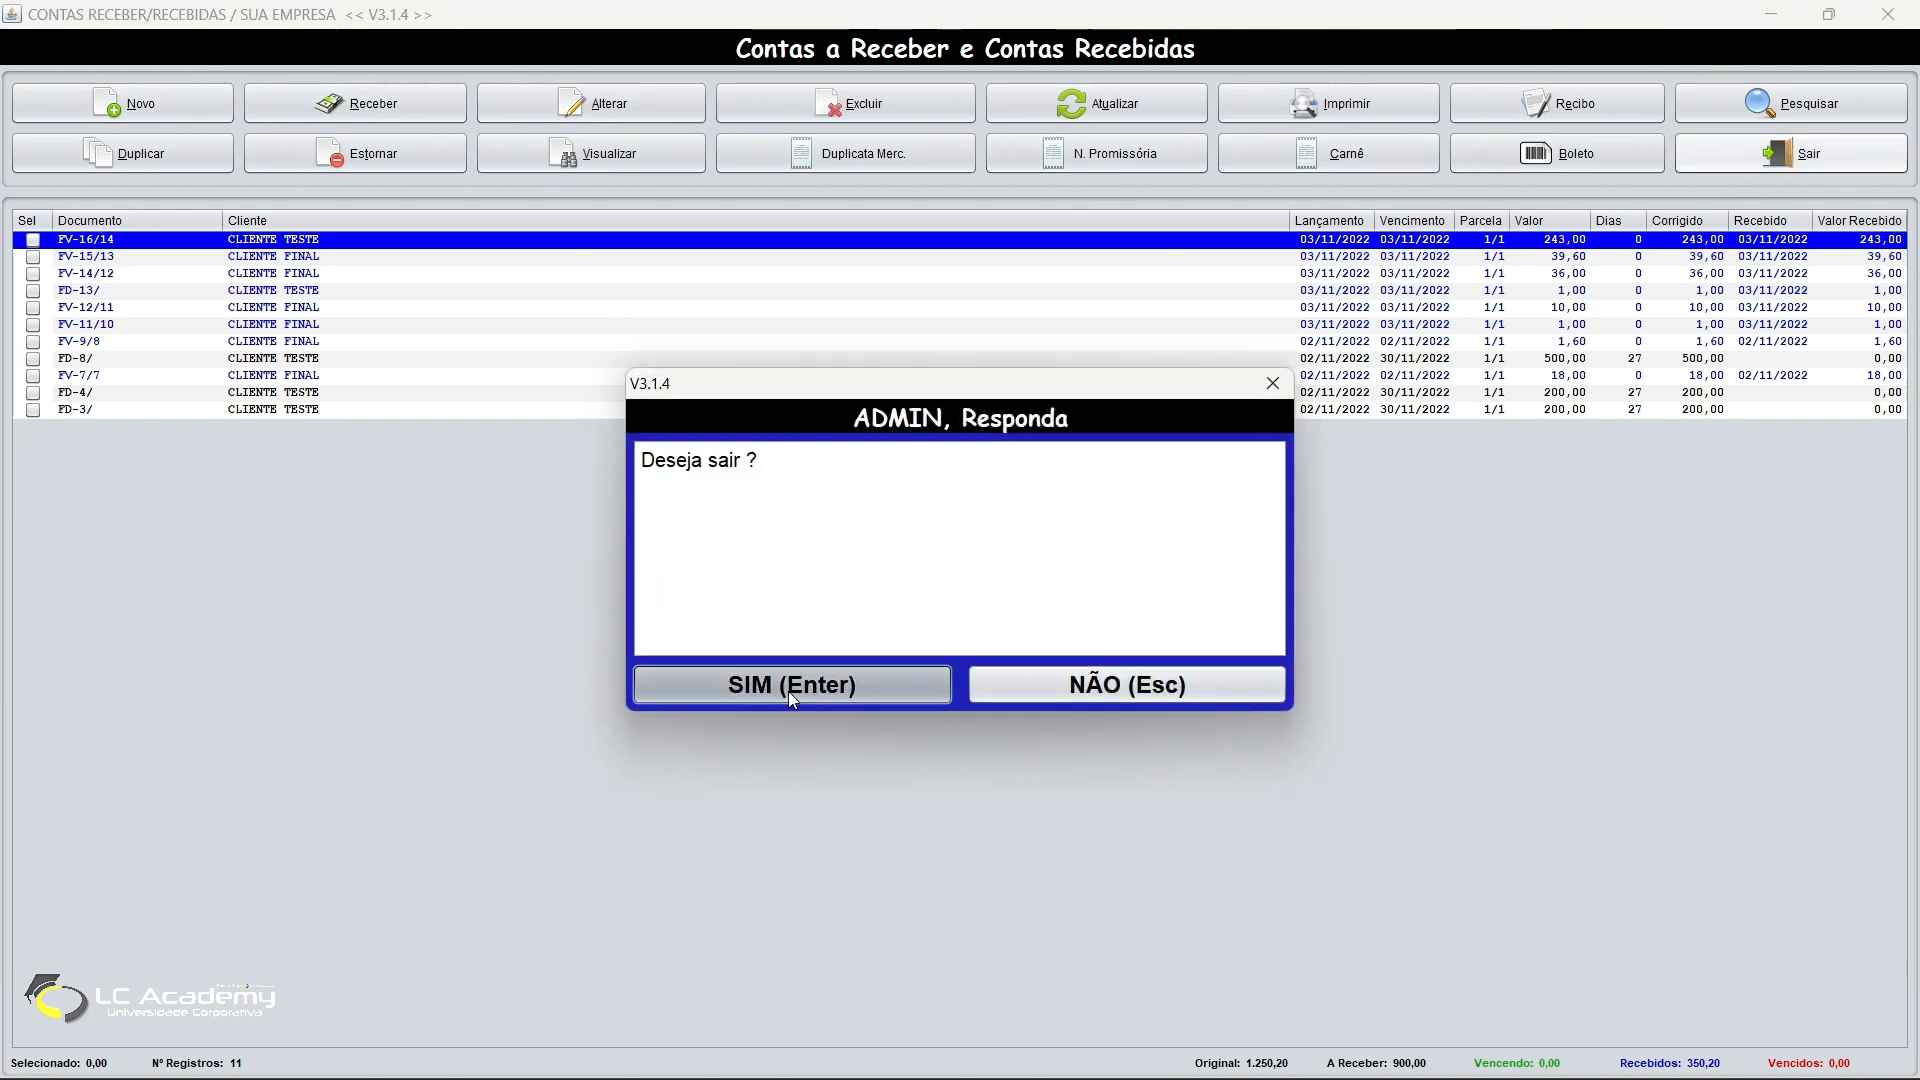 CONTAS RECEBER/RECEBIDAS / SUA EMPRESA << V3.1.4 >>
Contas a Receber e Contas Recebidas
Novo Receber Alterar Excluir Atualizar Imprimir Recibo Pesquisar
Duplicar Estornar Visualizar Duplicata Merc. N. Promissória Carnê Boleto Sair
Sel Documento Cliente Lançamento Vencimento Parcela Valor Dias Corrigido Recebido Valor Recebido
FV-16/14 CLIENTE TESTE 03/11/2022 03/11/2022 1/1 243,00 0 243,00 03/11/2022 243,00
FV-15/13 CLIENTE FINAL 03/11/2022 03/11/2022 1/1 39,60 0 39,60 03/11/2022 39,60
FV-14/12 CLIENTE FINAL 03/11/2022 03/11/2022 1/1 36,00 0 36,00 03/11/2022 36,00
FD-13/ CLIENTE TESTE 03/11/2022 03/11/2022 1/1 1,00 0 1,00 03/11/2022 1,00
FV-12/11 CLIENTE FINAL 03/11/2022 03/11/2022 1/1 10,00 0 10,00 03/11/2022 10,00
FV-11/10 CLIENTE FINAL 03/11/2022 03/11/2022 1/1 1,00 0 1,00 03/11/2022 1,00
FV-9/8 CLIENTE FINAL 02/11/2022 02/11/2022 1/1 1,60 0 1,60 02/11/2022 1,60
FD-8/ CLIENTE TESTE 02/11/2022 30/11/2022 1/1 500,00 27 500,00 0,00
FV-7/7 CLIENTE FINAL 02/11/2022 02/11/2022 1/1 18,00 0 18,00 02/11/2022 18,00
FD-4/ CLIENTE TESTE 02/11/2022 30/11/2022 1/1 200,00 27 200,00 0,00
FD-3/ CLIENTE TESTE 02/11/2022 30/11/2022 1/1 200,00 27 200,00 0,00
V3.1.4
ADMIN, Responda
Deseja sair ?
SIM (Enter) NÃO (Esc)
LC Academy
Universidade Corporativa
Selecionado: 0,00 Nº Registros: 11 Original: 1.250,20 A Receber: 900,00 Vencendo: 0,00 Recebidos: 350,20 Vencidos: 0,00